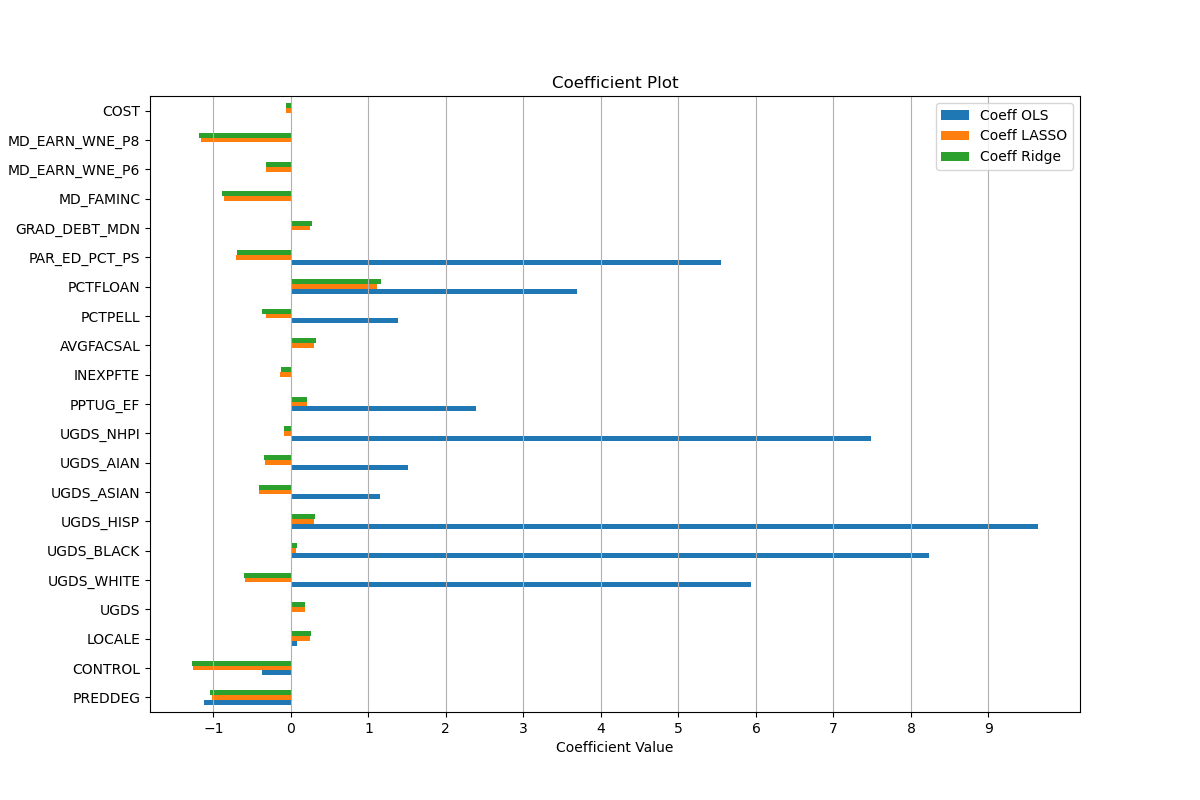 Coefficient Plot
COST
MD_EARN_WNE_P8
MD_EARN_WNE_P6
MD_FAMINC
GRAD_DEBT_MDN
PAR_ED_PCT_PS
PCTFLOAN
PCTPELL
AVGFACSAL
INEXPFTE
PPTUG_EF
UGDS_NHPI
UGDS_AIAN
UGDS_ASIAN
UGDS_HISP
UGDS_BLACK
UGDS_WHITE
UGDS
LOCALE
CONTROL
PREDDEG
Coeff OLS
Coeff LASSO
Coeff Ridge
−1 0 1 2 3 4 5 6 7 8 9
Coefficient Value